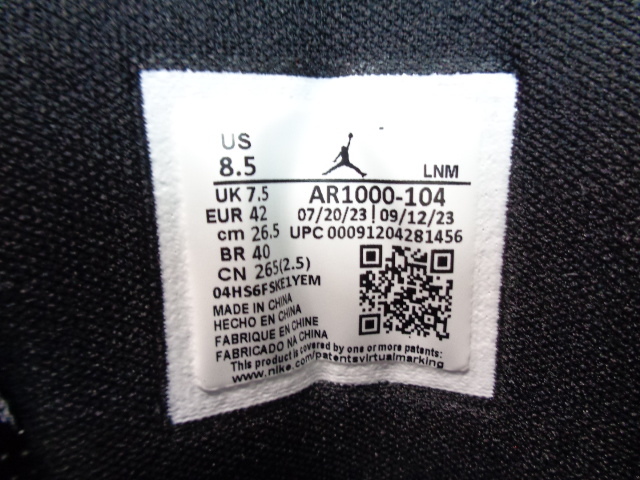 US
8.5 LNM
UK 7.5 AR1000-104
EUR 42 07/20/23 | 09/12/23
cm 26.5 UPC 00091204281456
BR 40
CN 265(2.5)
04HS6FSKE1YEM
MADE IN CHINA
HECHO EN CHINA
FABRIQUE EN CHINE
FABRICADO NA CHINA
This product is covered by one or more patents:
www.nike.com/patentsvirtualmarking